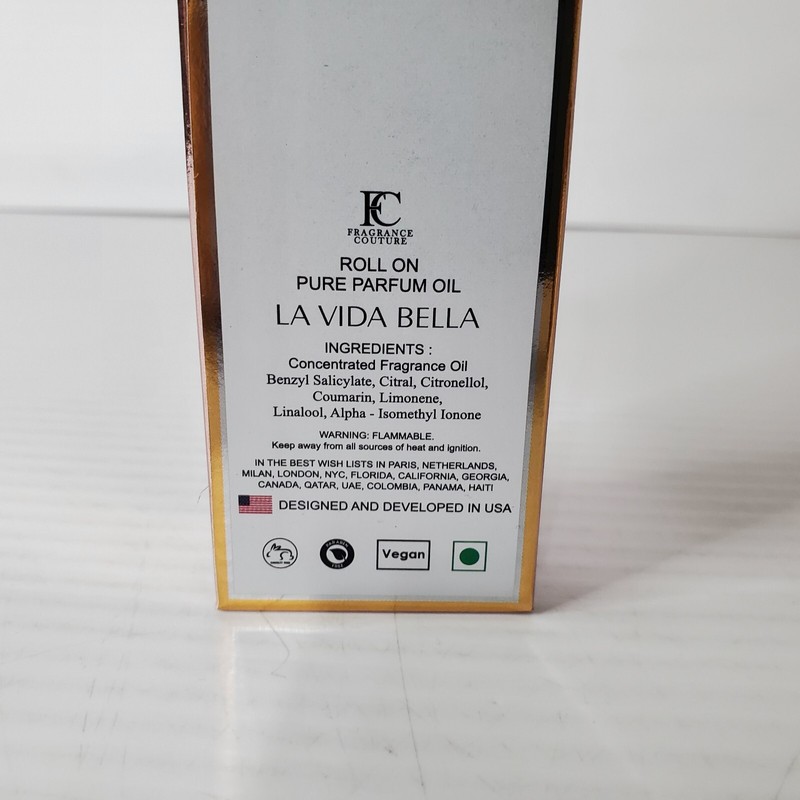 FC
FRAGRANCE
COUTURE
ROLL ON
PURE PARFUM OIL
LA VIDA BELLA
INGREDIENTS :
Concentrated Fragrance Oil
Benzyl Salicylate, Citral, Citronellol,
Coumarin, Limonene,
Linalool, Alpha - Isomethyl Ionone
WARNING: FLAMMABLE.
Keep away from all sources of heat and ignition.
IN THE BEST WISH LISTS IN PARIS, NETHERLANDS,
MILAN, LONDON, NYC, FLORIDA, CALIFORNIA, GEORGIA,
CANADA, QATAR, UAE, COLOMBIA, PANAMA, HAITI
DESIGNED AND DEVELOPED IN USA
Vegan